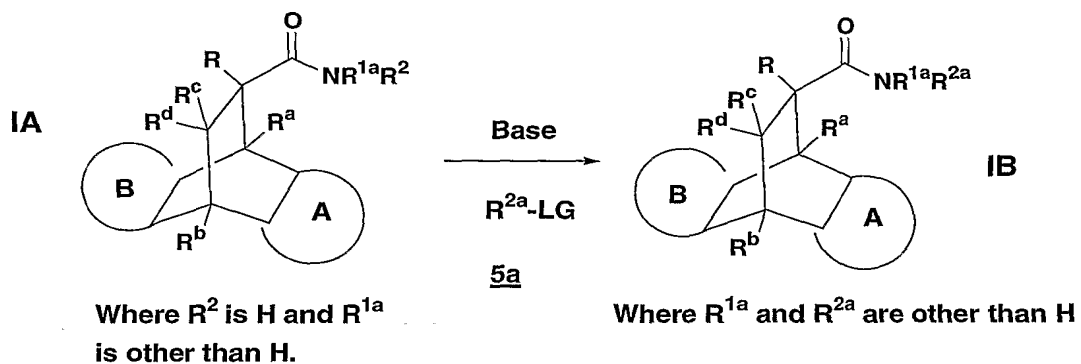 O
R
NR¹ᵃR²
Rᶜ
Rᵈ
Rᵃ
IA
B
A
Rᵇ
Base
R²ᵃ-LG
5a
O
R
NR¹ᵃR²ᵃ
Rᶜ
Rᵈ
Rᵃ
IB
B
A
Rᵇ
Where R² is H and R¹ᵃ
is other than H.
Where R¹ᵃ and R²ᵃ are other than H